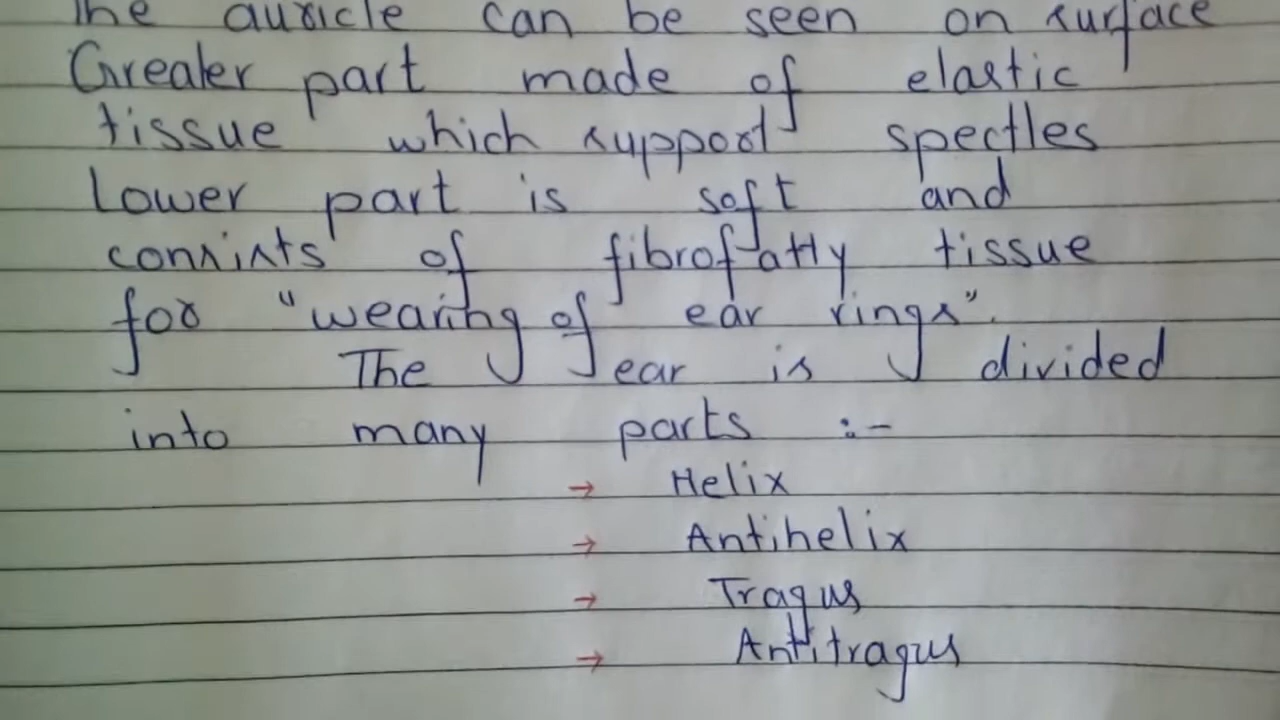 The auricle can be seen on surface
Greater part made of elastic
tissue which support spectles
Lower part is soft and
consists of fibrofatty tissue
for "wearing of ear rings".
The ear is divided
into many parts :-
→ Helix
→ Antihelix
→ Tragus
→ Antitragus